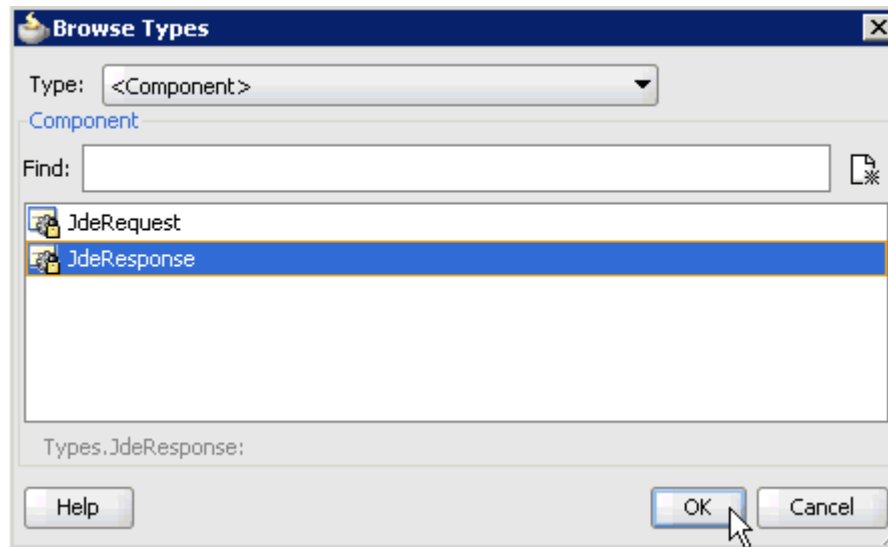 Browse Types
Type: <Component>
Component
Find:
JdeRequest
JdeResponse
Types.JdeResponse:
Help OK Cancel